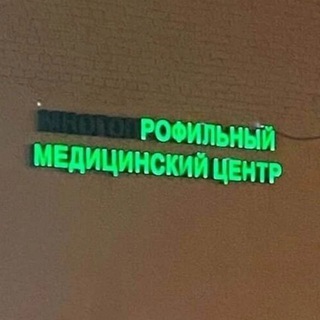 МНОГОПРОФИЛЬНЫЙ
МЕДИЦИНСКИЙ ЦЕНТР